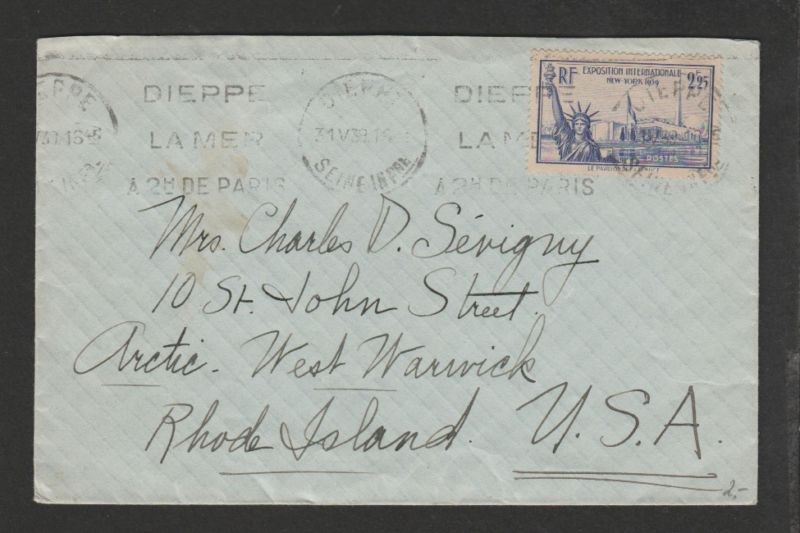 DIEPPE
LA MER
A 2H DE PARIS
DIEPPE
31 V 39
SEINE INFRE
DIEPPE
LA MER
A 2H DE PARIS
RF EXPOSITION INTERNATIONALE 2F25
NEW YORK 1939
POSTES
Mrs. Charles D. Sévigny
10 St. John Street.
Arctic. West Warwick
Rhode Island. U.S.A.
2,-